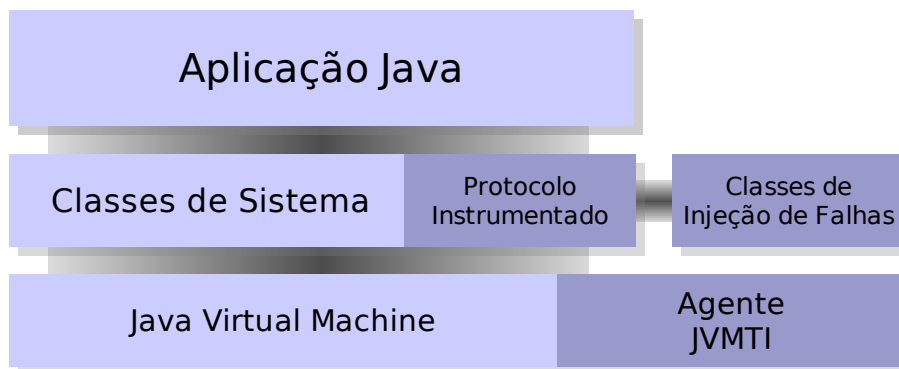 Aplicação Java
Classes de Sistema
Protocolo
Instrumentado
Classes de
Injeção de Falhas
Java Virtual Machine
Agente
JVMTI